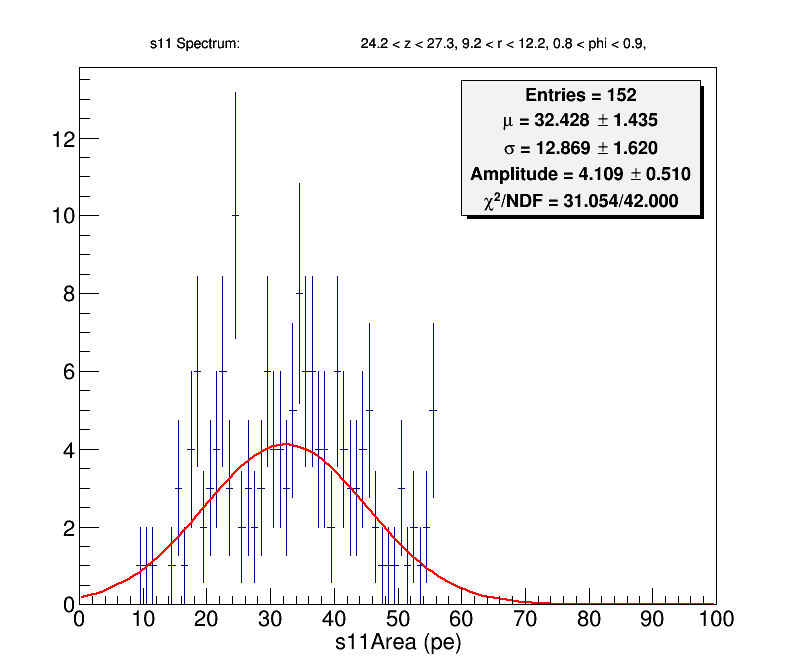 s11 Spectrum: 24.2 < z < 27.3, 9.2 < r < 12.2, 0.8 < phi < 0.9,
Entries = 152
μ = 32.428 ± 1.435
σ = 12.869 ± 1.620
Amplitude = 4.109 ± 0.510
χ²/NDF = 31.054/42.000
12
10
8
6
4
2
0
0 10 20 30 40 50 60 70 80 90 100
s11Area (pe)